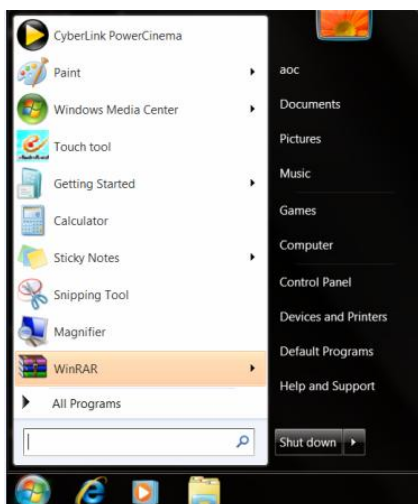 CyberLink PowerCinema
Paint
Windows Media Center
Touch tool
Getting Started
Calculator
Sticky Notes
Snipping Tool
Magnifier
WinRAR
All Programs
aoc
Documents
Pictures
Music
Games
Computer
Control Panel
Devices and Printers
Default Programs
Help and Support
Shut down